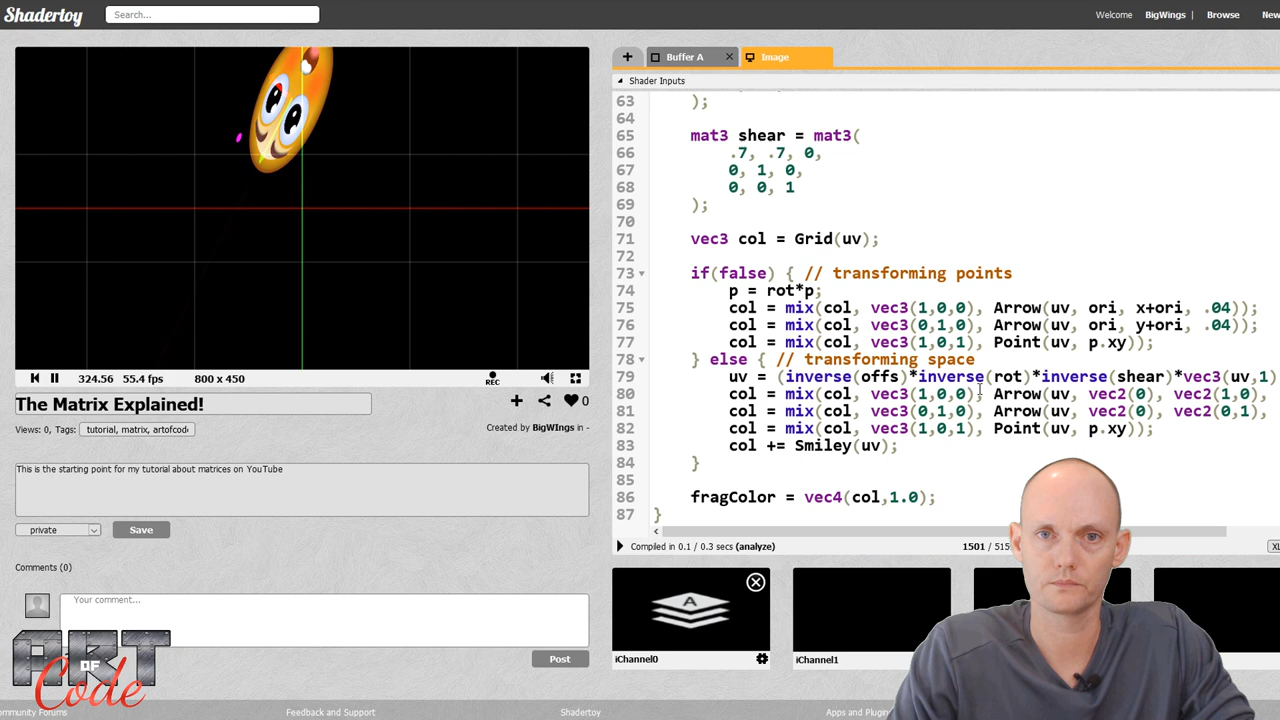 Shadertoy
Search...
Welcome BigWings | Browse New
324.56 55.4 fps 800 x 450
REC
The Matrix Explained!
0
Views: 0, Tags: tutorial, matrix, artofcode
Created by BigWIngs in -
This is the starting point for my tutorial about matrices on YouTube
private
Save
Comments (0)
Your comment...
Post
ART
OF
Code
+ Buffer A Image
Shader Inputs
63 );
64
65 mat3 shear = mat3(
66 .7, .7, 0,
67 0, 1, 0,
68 0, 0, 1
69 );
70
71 vec3 col = Grid(uv);
72
73 if(false) { // transforming points
74 p = rot*p;
75 col = mix(col, vec3(1,0,0), Arrow(uv, ori, x+ori, .04));
76 col = mix(col, vec3(0,1,0), Arrow(uv, ori, y+ori, .04));
77 col = mix(col, vec3(1,0,1), Point(uv, p.xy));
78 } else { // transforming space
79 uv = (inverse(offs)*inverse(rot)*inverse(shear)*vec3(uv,1)
80 col = mix(col, vec3(1,0,0), Arrow(uv, vec2(0), vec2(1,0),
81 col = mix(col, vec3(0,1,0), Arrow(uv, vec2(0), vec2(0,1),
82 col = mix(col, vec3(1,0,1), Point(uv, p.xy));
83 col += Smiley(uv);
84 }
85
86 fragColor = vec4(col,1.0);
87 }
Compiled in 0.1 / 0.3 secs (analyze) 1501 / 515
A
iChannel0
iChannel1
Community Forums Feedback and Support Shadertoy Apps and Plugin